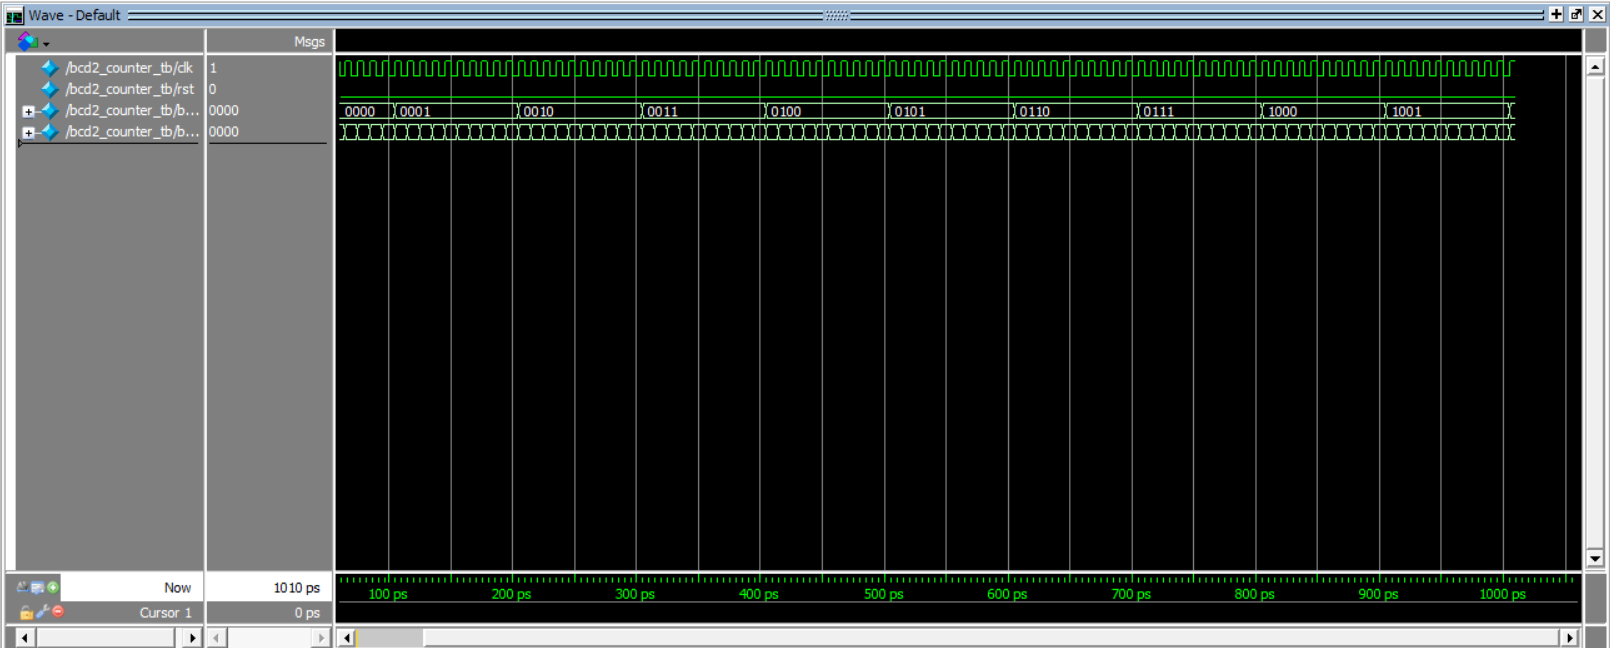 Wave - Default
Msgs
/bcd2_counter_tb/clk 1
/bcd2_counter_tb/rst 0
/bcd2_counter_tb/b... 0000 0000 0001 0010 0011 0100 0101 0110 0111 1000 1001
/bcd2_counter_tb/b... 0000
Now 1010 ps
100 ps 200 ps 300 ps 400 ps 500 ps 600 ps 700 ps 800 ps 900 ps 1000 ps
Cursor 1 0 ps